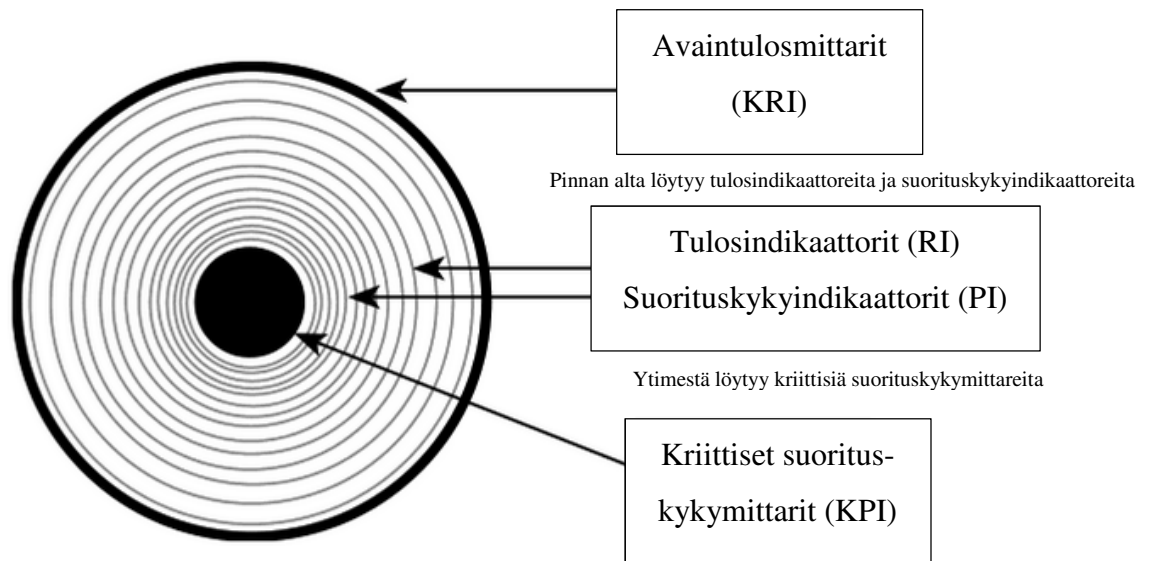 Avaintulosmittarit
(KRI)
Pinnan alta löytyy tulosindikaattoreita ja suorituskykyindikaattoreita
Tulosindikaattorit (RI)
Suorituskykyindikaattorit (PI)
Ytimestä löytyy kriittisiä suorituskykymittareita
Kriittiset suoritus-
kykymittarit (KPI)